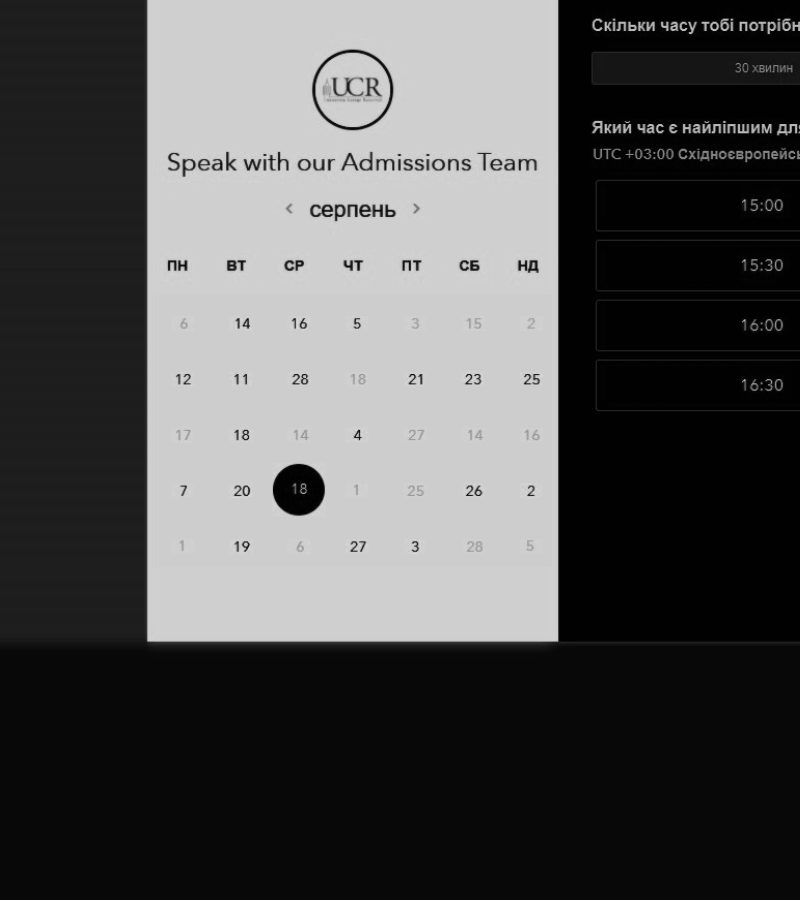 UCR
Speak with our Admissions Team
< серпень >
ПН ВТ СР ЧТ ПТ СБ НД
6 14 16 5 3 15 2
12 11 28 18 21 23 25
17 18 14 4 27 14 16
7 20 18 1 25 26 2
1 19 6 27 3 28 5
Скільки часу тобі потрібн
30 хвилин
Який час є найліпшим дл
UTC +03:00 Східноєвропейсь
15:00
15:30
16:00
16:30